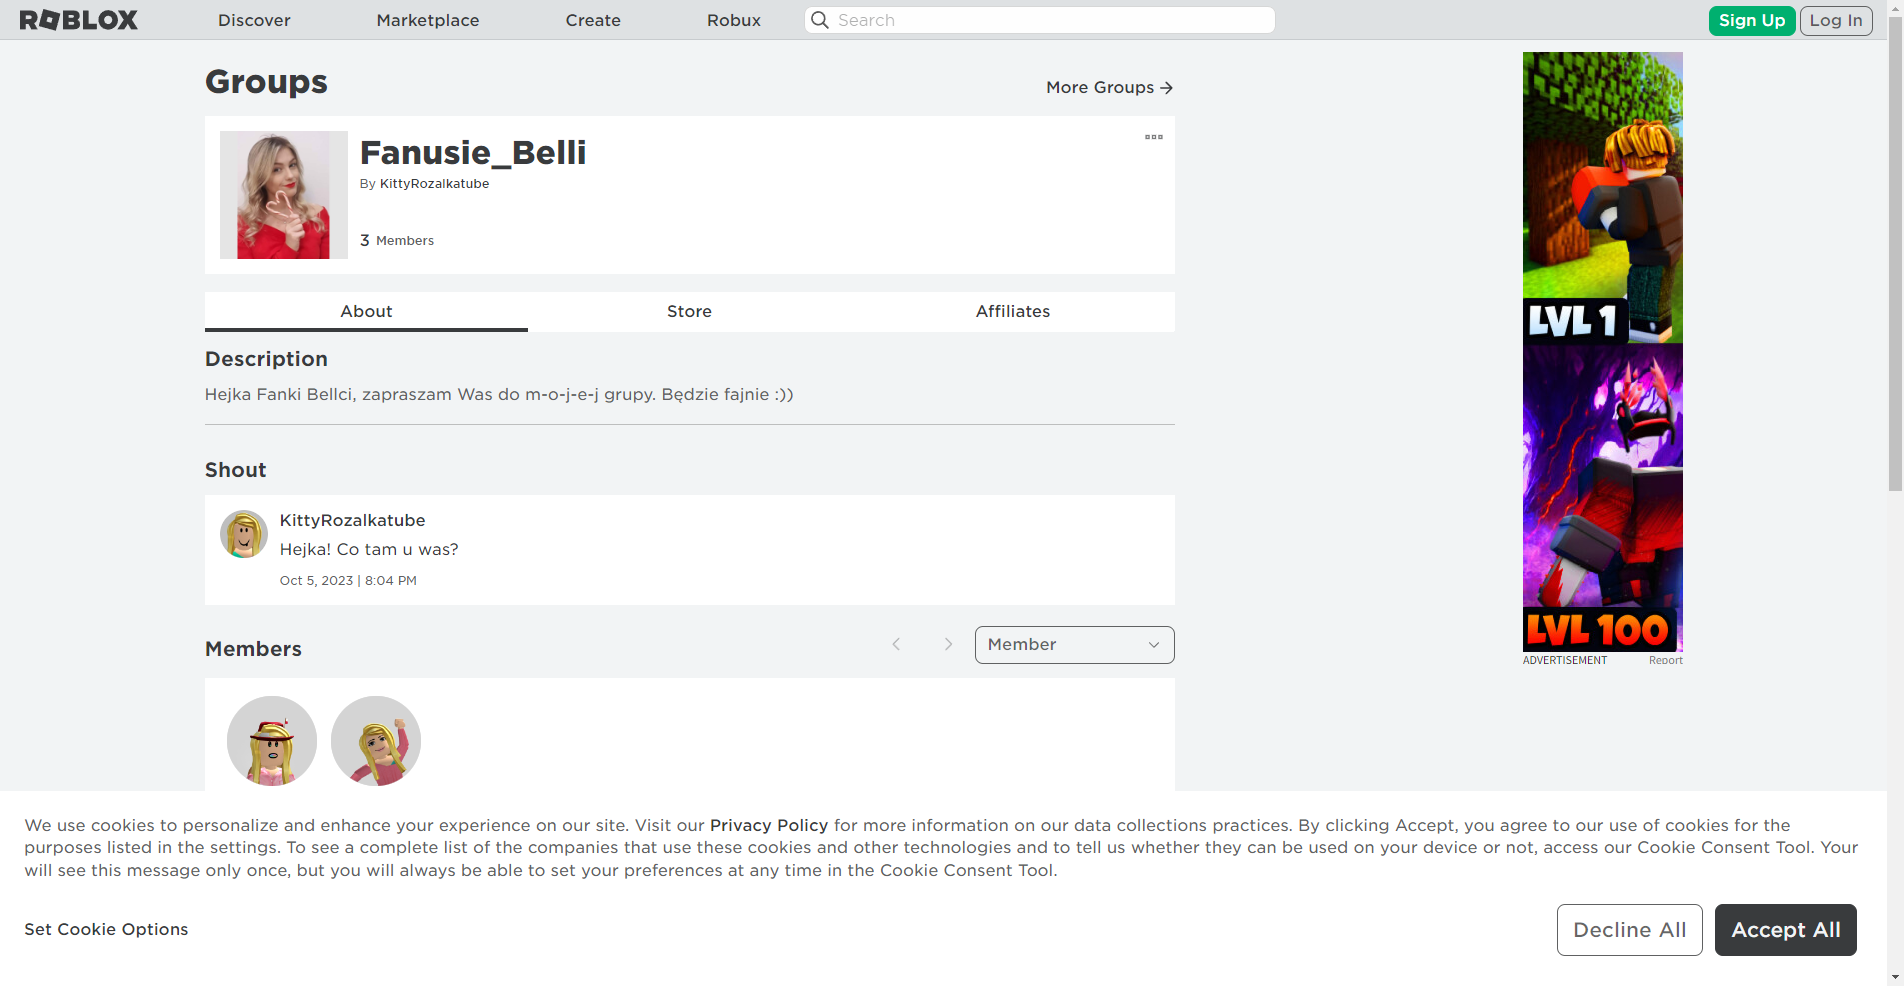 ROBLOX
Discover
Marketplace
Create
Robux
Search
Sign Up
Log In
Groups
More Groups
Fanusie_Belli
By KittyRozalkatube
3 Members
About
Store
Affiliates
Description
Hejka Fanki Bellci, zapraszam Was do m-o-j-e-j grupy. Będzie fajnie :))
Shout
KittyRozalkatube
Hejka! Co tam u was?
Oct 5, 2023 | 8:04 PM
Members
Member
LVL 1
LVL 100
ADVERTISEMENT
Report
We use cookies to personalize and enhance your experience on our site. Visit our Privacy Policy for more information on our data collections practices. By clicking Accept, you agree to our use of cookies for the
purposes listed in the settings. To see a complete list of the companies that use these cookies and other technologies and to tell us whether they can be used on your device or not, access our Cookie Consent Tool. Your
will see this message only once, but you will always be able to set your preferences at any time in the Cookie Consent Tool.
Set Cookie Options
Decline All
Accept All